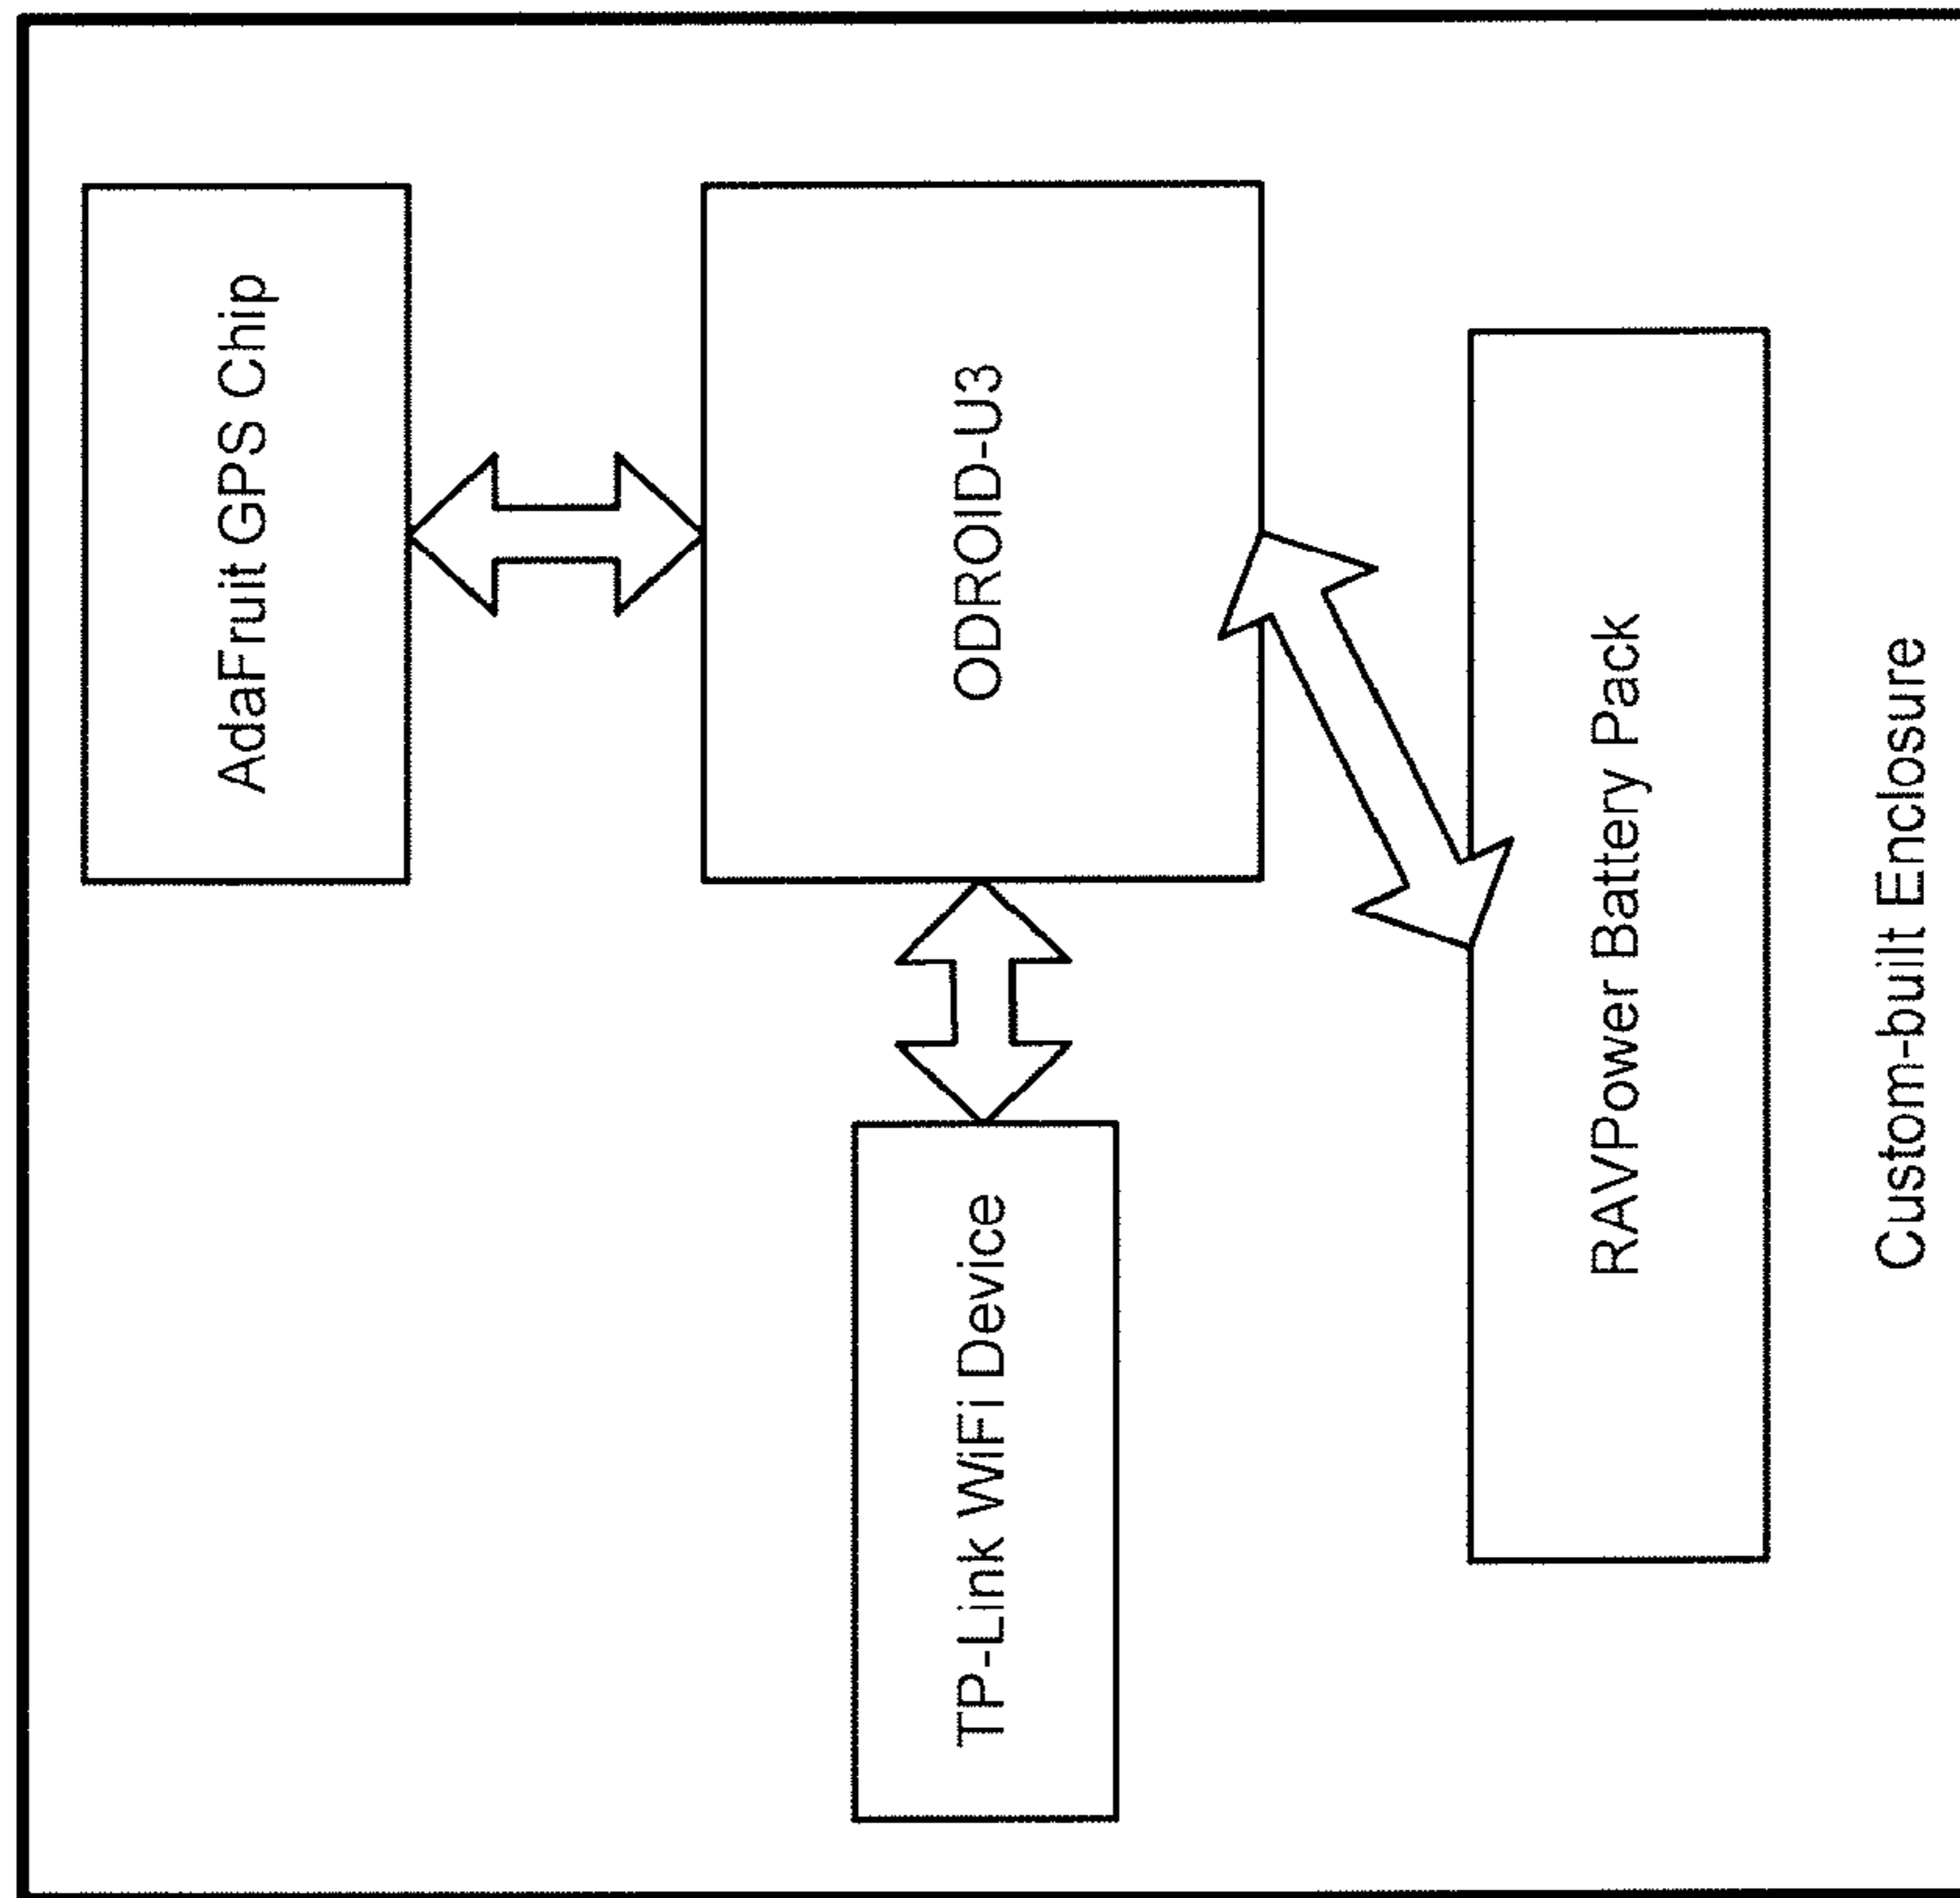 AdaFruit GPS Chip
ODROID-U3
TP-Link WiFi Device
RAVPower Battery Pack
Custom-built Enclosure